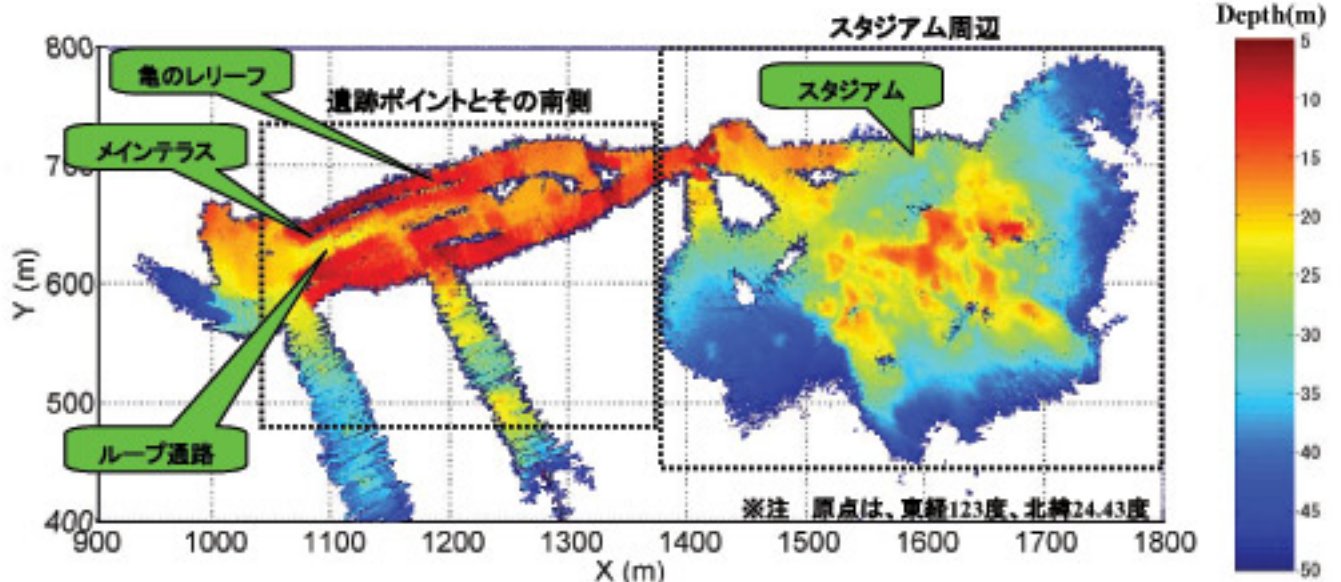 Depth(m)
スタジアム周辺
亀のレリーフ
スタジアム
遺跡ポイントとその南側
メインテラス
ループ通路
※注 原点は、東経123度、北緯24.43度
Y (m)
800
700
600
500
400
900
1000
1100
1200
1300
1400
1500
1600
1700
1800
X (m)
5
10
15
20
25
30
35
40
45
50